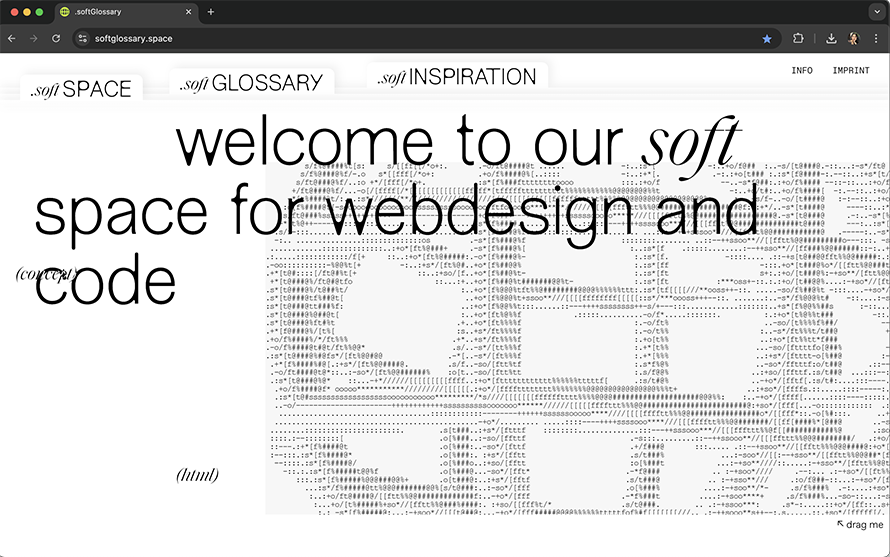 .softGlossary
softglossary.space
.soft SPACE
.soft GLOSSARY
.soft INSPIRATION
INFO
IMPRINT
welcome to our soft
space for webdesign and
code
(concept)
(html)
drag me